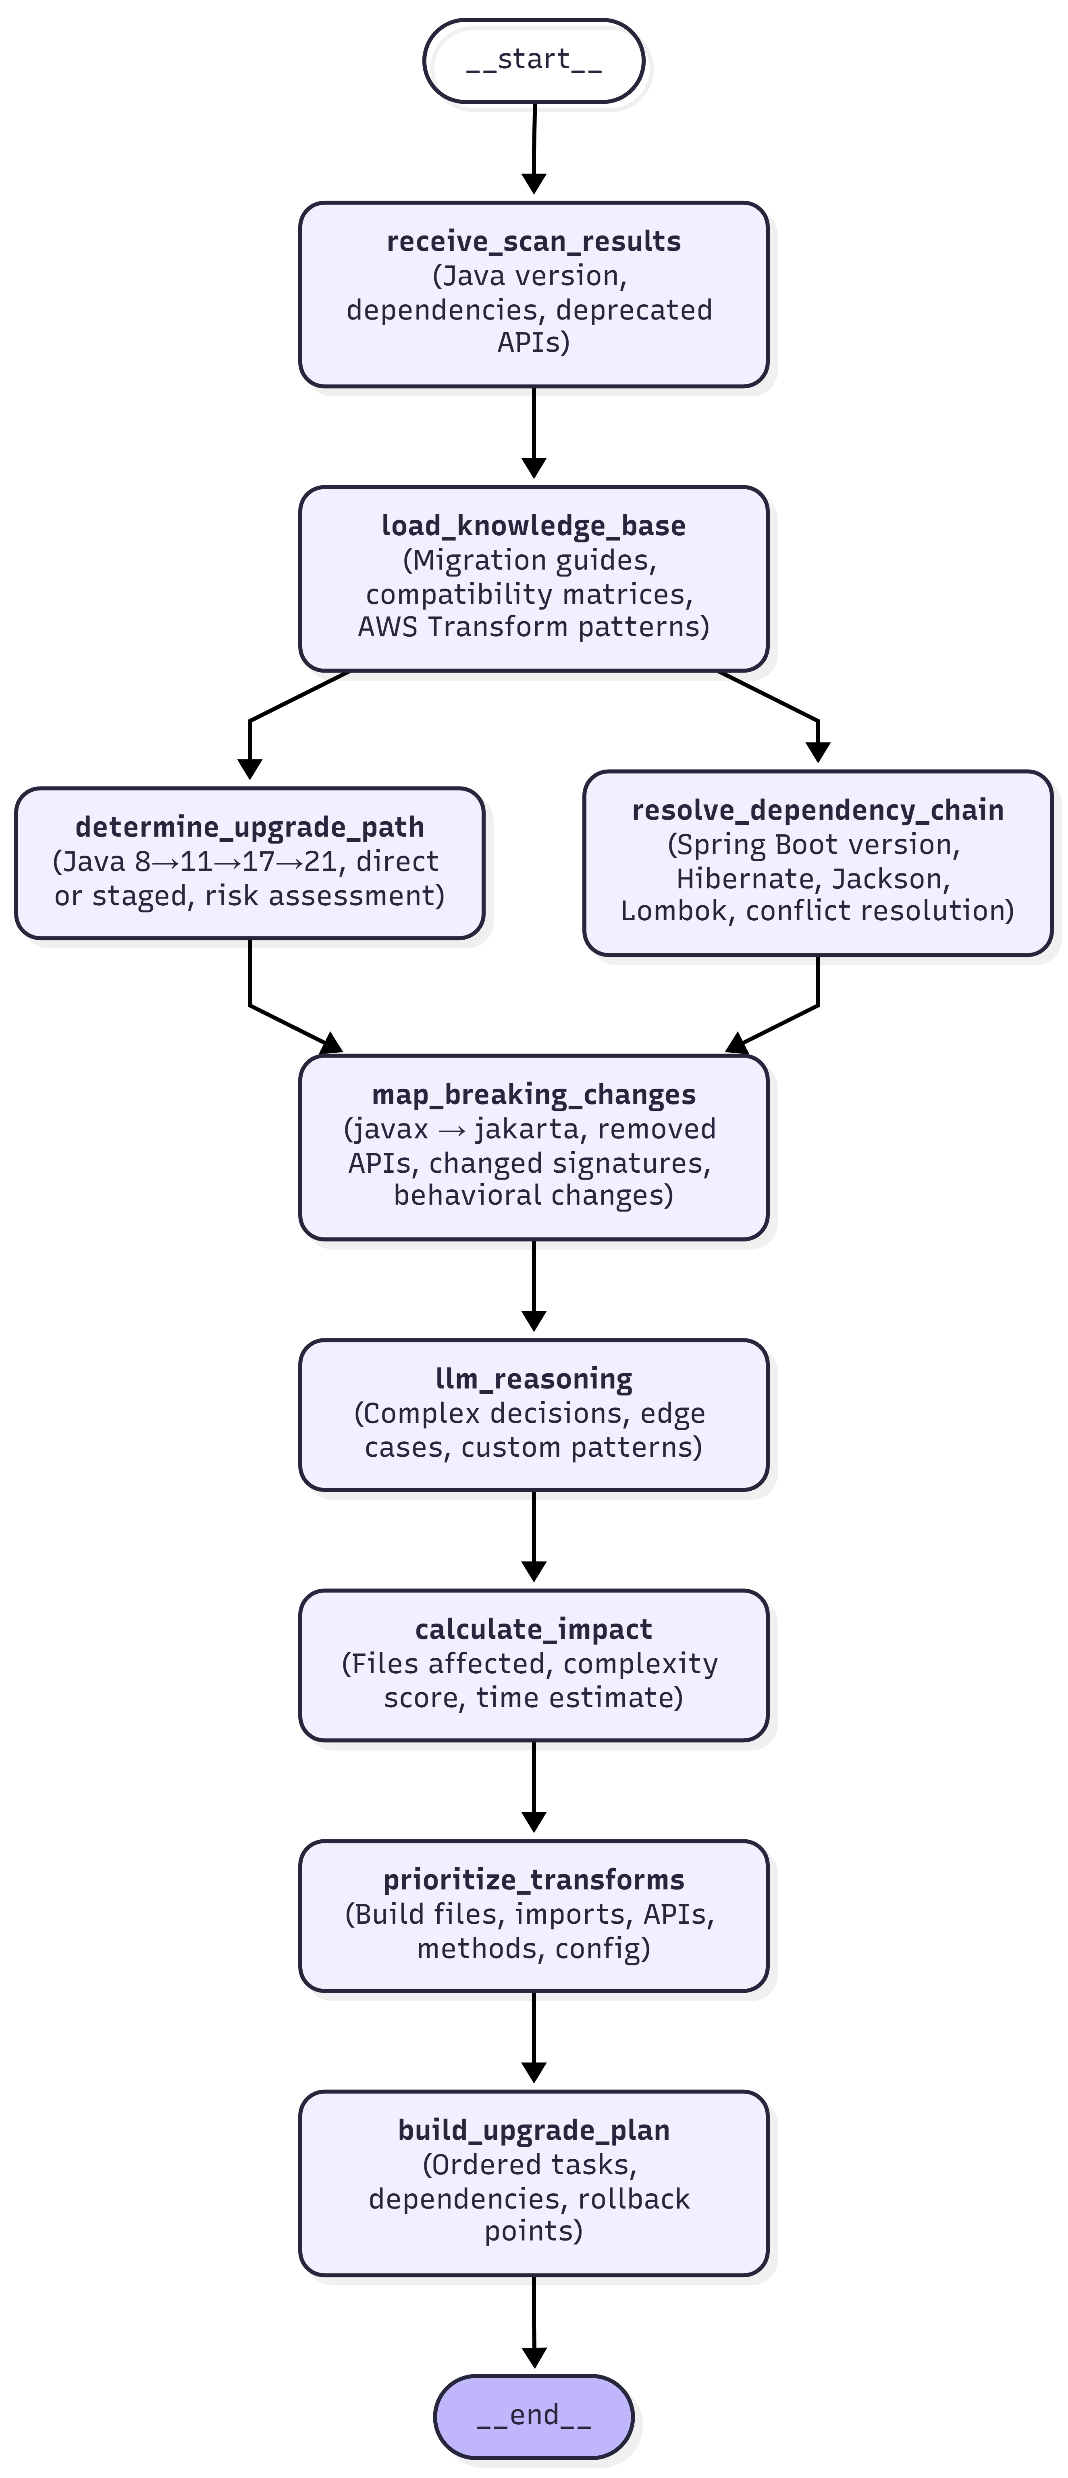 __start__
receive_scan_results
(Java version,
dependencies, deprecated
APIs)
load_knowledge_base
(Migration guides,
compatibility matrices,
AWS Transform patterns)
determine_upgrade_path
(Java 8→11→17→21, direct
or staged, risk assessment)
resolve_dependency_chain
(Spring Boot version,
Hibernate, Jackson,
Lombok, conflict resolution)
map_breaking_changes
(javax → jakarta, removed
APIs, changed signatures,
behavioral changes)
llm_reasoning
(Complex decisions, edge
cases, custom patterns)
calculate_impact
(Files affected, complexity
score, time estimate)
prioritize_transforms
(Build files, imports, APIs,
methods, config)
build_upgrade_plan
(Ordered tasks,
dependencies, rollback
points)
__end__